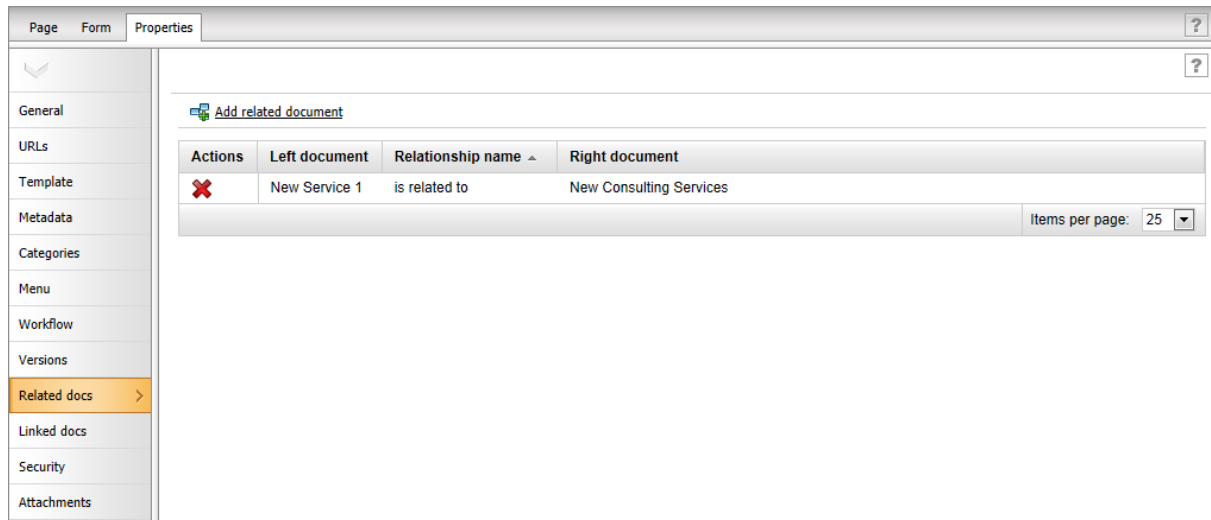 Page Form Properties ?
?
General
Add related document
URLs
Actions Left document Relationship name Right document
Template
New Service 1 is related to New Consulting Services
Metadata
Items per page: 25
Categories
Menu
Workflow
Versions
Related docs >
Linked docs
Security
Attachments